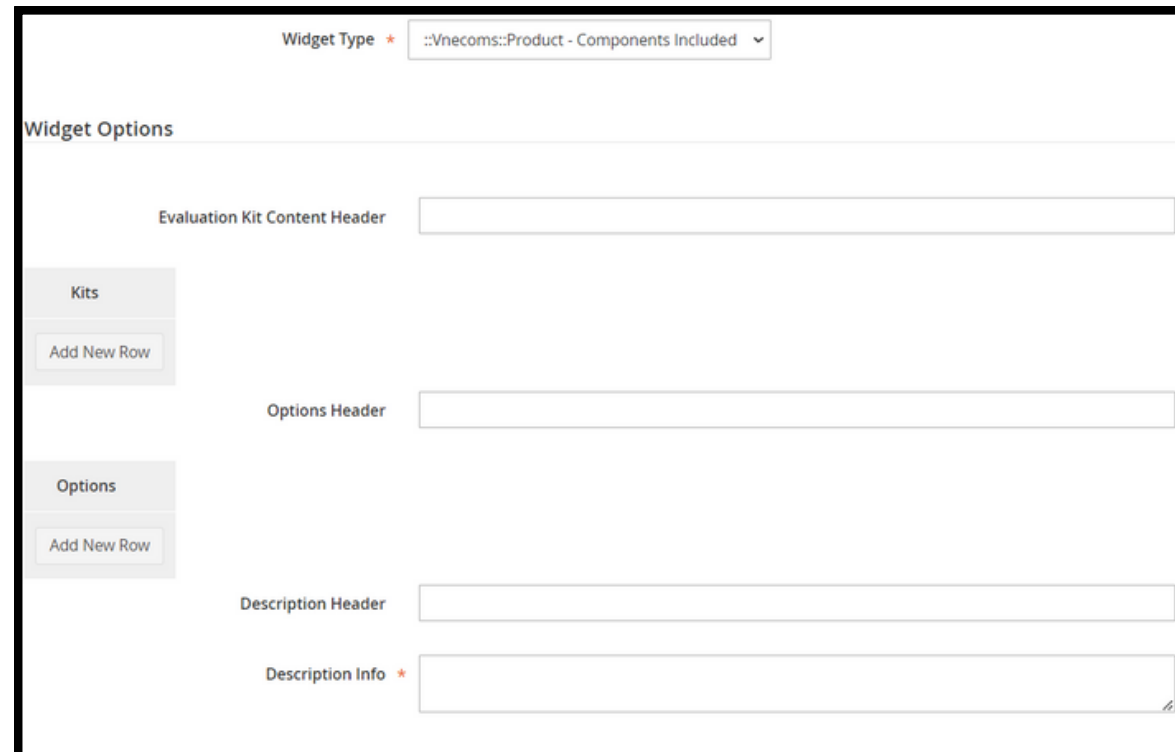 Widget Type *
::Vnecoms::Product - Components Included
Widget Options
Evaluation Kit Content Header
Kits
Add New Row
Options Header
Options
Add New Row
Description Header
Description Info *